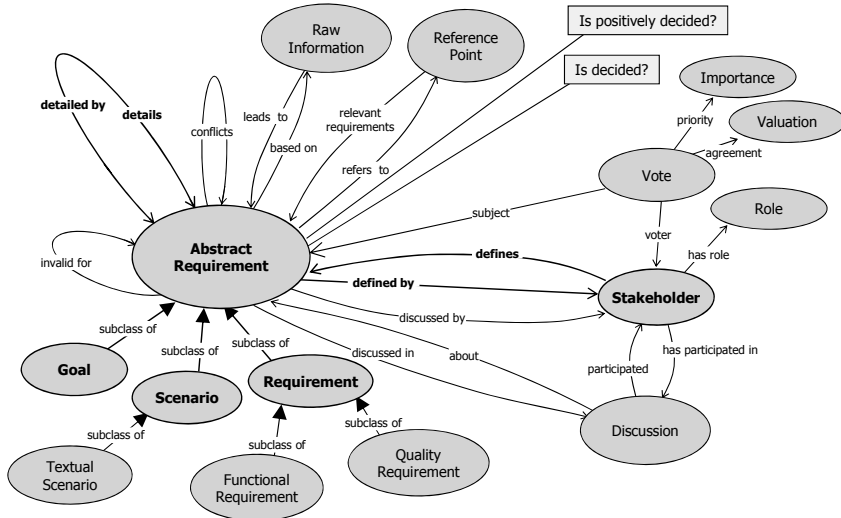 Is positively decided?
Raw
Information
Reference
Point
Is decided?
Importance
detailed by
details
conflicts
leads to
based on
relevant
requirements
refers to
priority
Valuation
agreement
Vote
Role
subject
voter
has role
Abstract
Requirement
invalid for
defines
defined by
Stakeholder
discussed by
subclass of
subclass of
subclass of
discussed in
about
participated
has participated in
Goal
Scenario
Requirement
subclass of
subclass of
subclass of
Discussion
Textual
Scenario
Functional
Requirement
Quality
Requirement